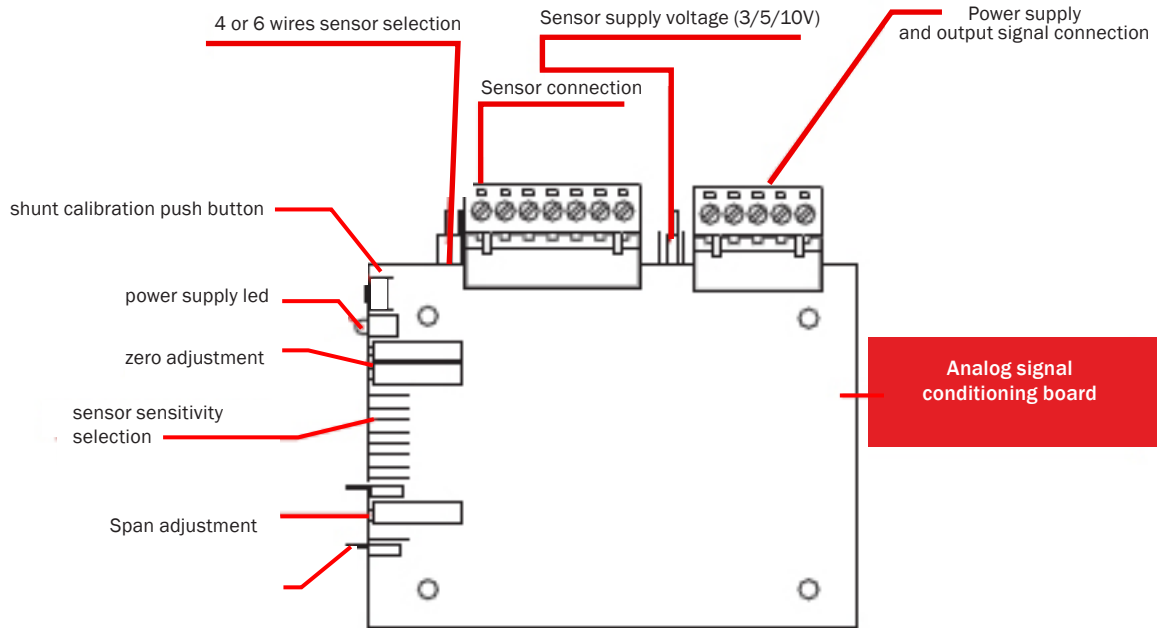 4 or 6 wires sensor selection
Sensor supply voltage (3/5/10V)
Power supply
and output signal connection
Sensor connection
shunt calibration push button
power supply led
zero adjustment
sensor sensitivity
selection
Span adjustment
Analog signal
conditioning board